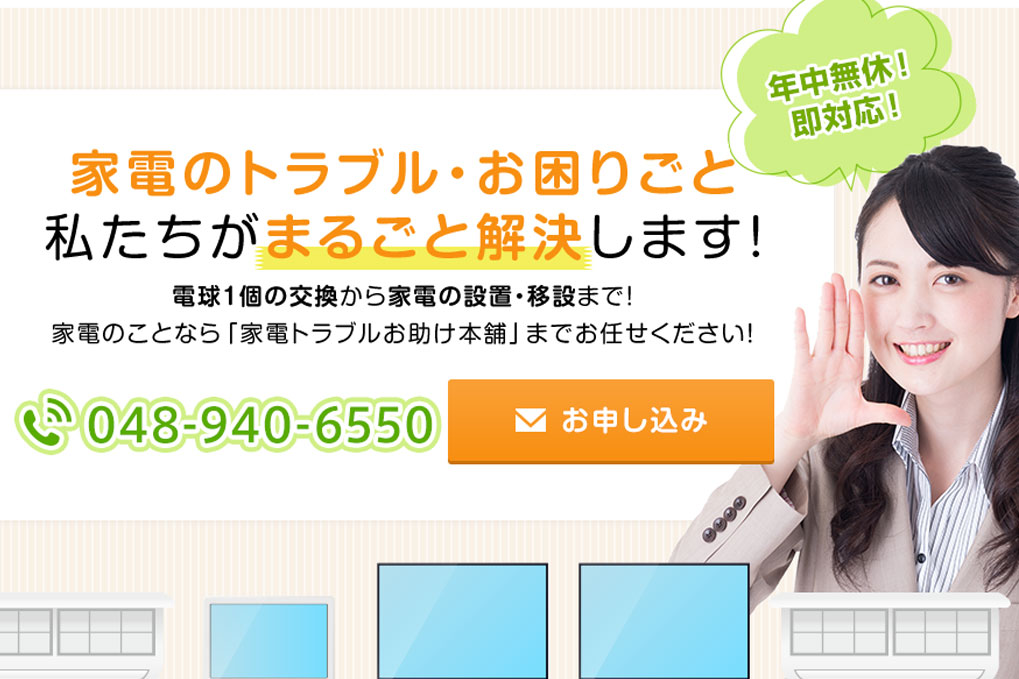 年中無休！
即対応！
家電のトラブル・お困りごと
私たちがまるごと解決します！
電球1個の交換から家電の設置・移設まで！
家電のことなら「家電トラブルお助け本舗」までお任せください！
048-940-6550
お申し込み